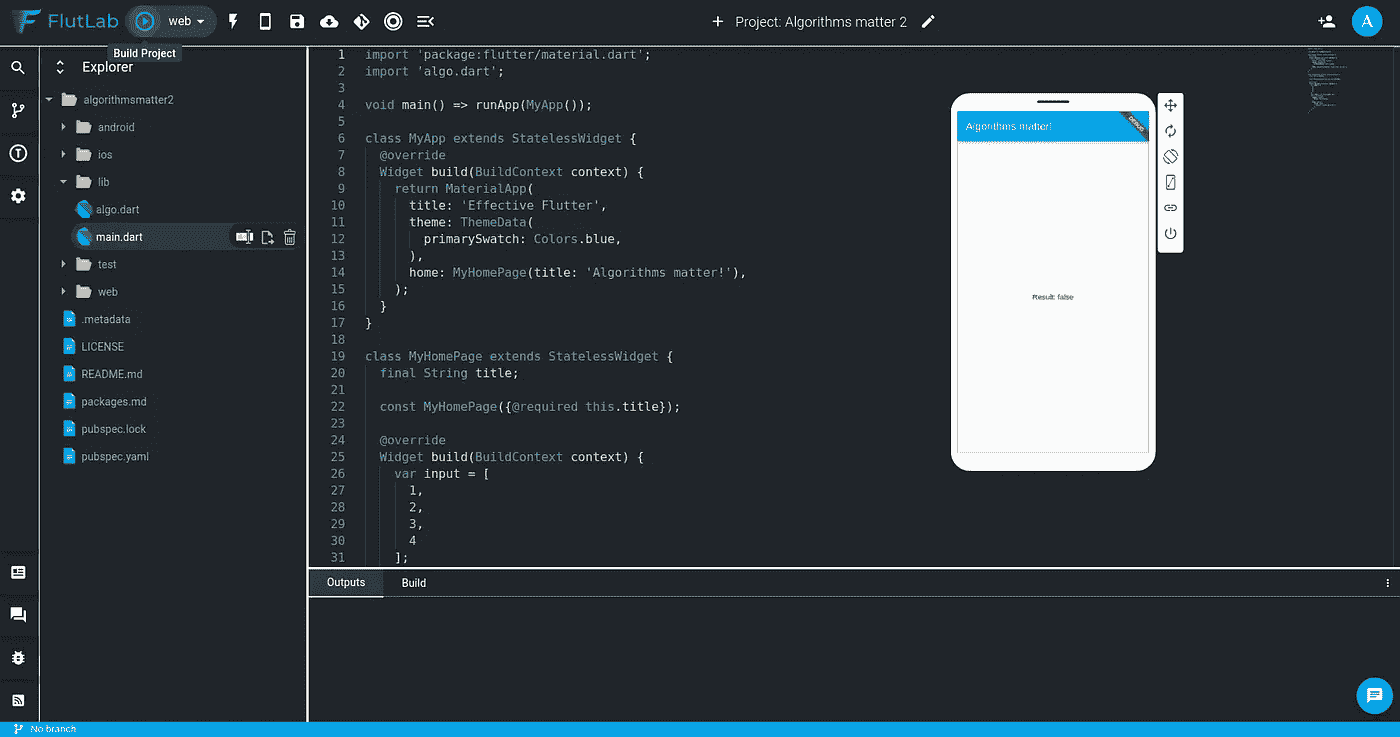 FlutLab
web
Project: Algorithms matter 2
A
Build Project
Explorer
algorithmsmatter2
android
ios
lib
algo.dart
main.dart
test
web
.metadata
LICENSE
README.md
packages.md
pubspec.lock
pubspec.yaml
1 import 'package:flutter/material.dart';
2 import 'algo.dart';
3
4 void main() => runApp(MyApp());
5
6 class MyApp extends StatelessWidget {
7 @override
8 Widget build(BuildContext context) {
9 return MaterialApp(
10 title: 'Effective Flutter',
11 theme: ThemeData(
12 primarySwatch: Colors.blue,
13 ),
14 home: MyHomePage(title: 'Algorithms matter!'),
15 );
16 }
17 }
18
19 class MyHomePage extends StatelessWidget {
20 final String title;
21
22 const MyHomePage({@required this.title});
23
24 @override
25 Widget build(BuildContext context) {
26 var input = [
27 1,
28 2,
29 3,
30 4
31 ];
Algorithms matter!
DEBUG
Result: false
Outputs
Build
No branch